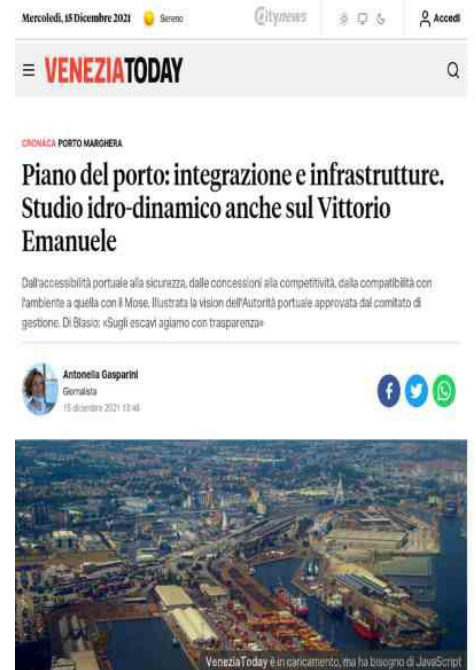 Mercoledì, 15 Dicembre 2021
Sereno
Citynews
Accedi
VENEZIATODAY
CRONACA PORTO MARGHERA
Piano del porto: integrazione e infrastrutture.
Studio idro-dinamico anche sul Vittorio
Emanuele
Dall'accessibilità portuale alla sicurezza, dalle concessioni alla competitività, dalla compatibilità con
l'ambiente a quella con il Mose. Illustrata la vision dell'Autorità portuale approvata dal comitato di
gestione. Di Blasio: «Sugli escavi agiamo con trasparenza»
Antonella Gasparini
Giornalista
15 dicembre 2021 13:46
VeneziaToday è in caricamento, ma ha bisogno di JavaScript